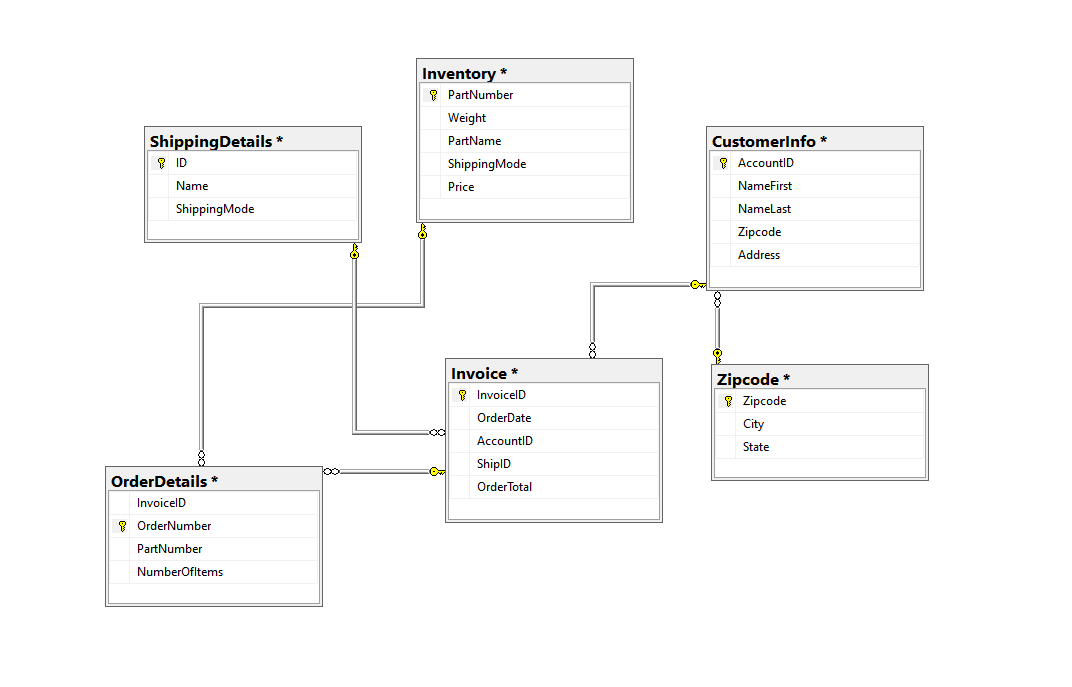 Inventory *
PartNumber
Weight
PartName
ShippingMode
Price
ShippingDetails *
ID
Name
ShippingMode
CustomerInfo *
AccountID
NameFirst
NameLast
Zipcode
Address
Invoice *
InvoiceID
OrderDate
AccountID
ShipID
OrderTotal
Zipcode *
Zipcode
City
State
OrderDetails *
InvoiceID
OrderNumber
PartNumber
NumberOfItems